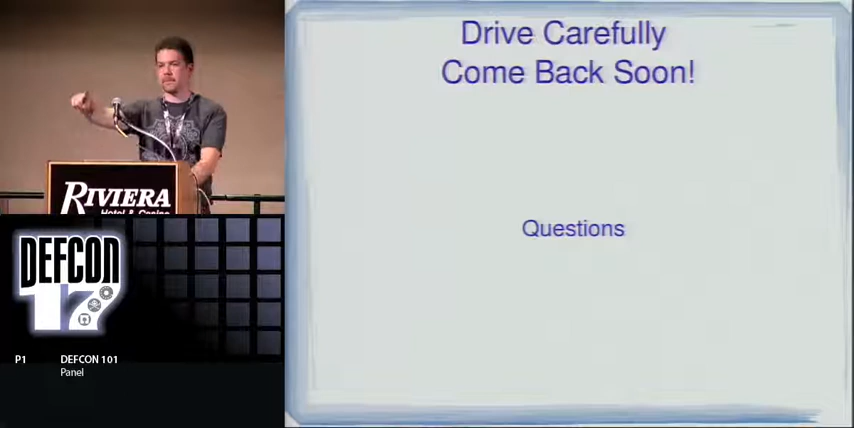 RIVIERA
Hotel & Casino
DEFCON
17
P1 DEFCON 101
Panel
Drive Carefully
Come Back Soon!
Questions